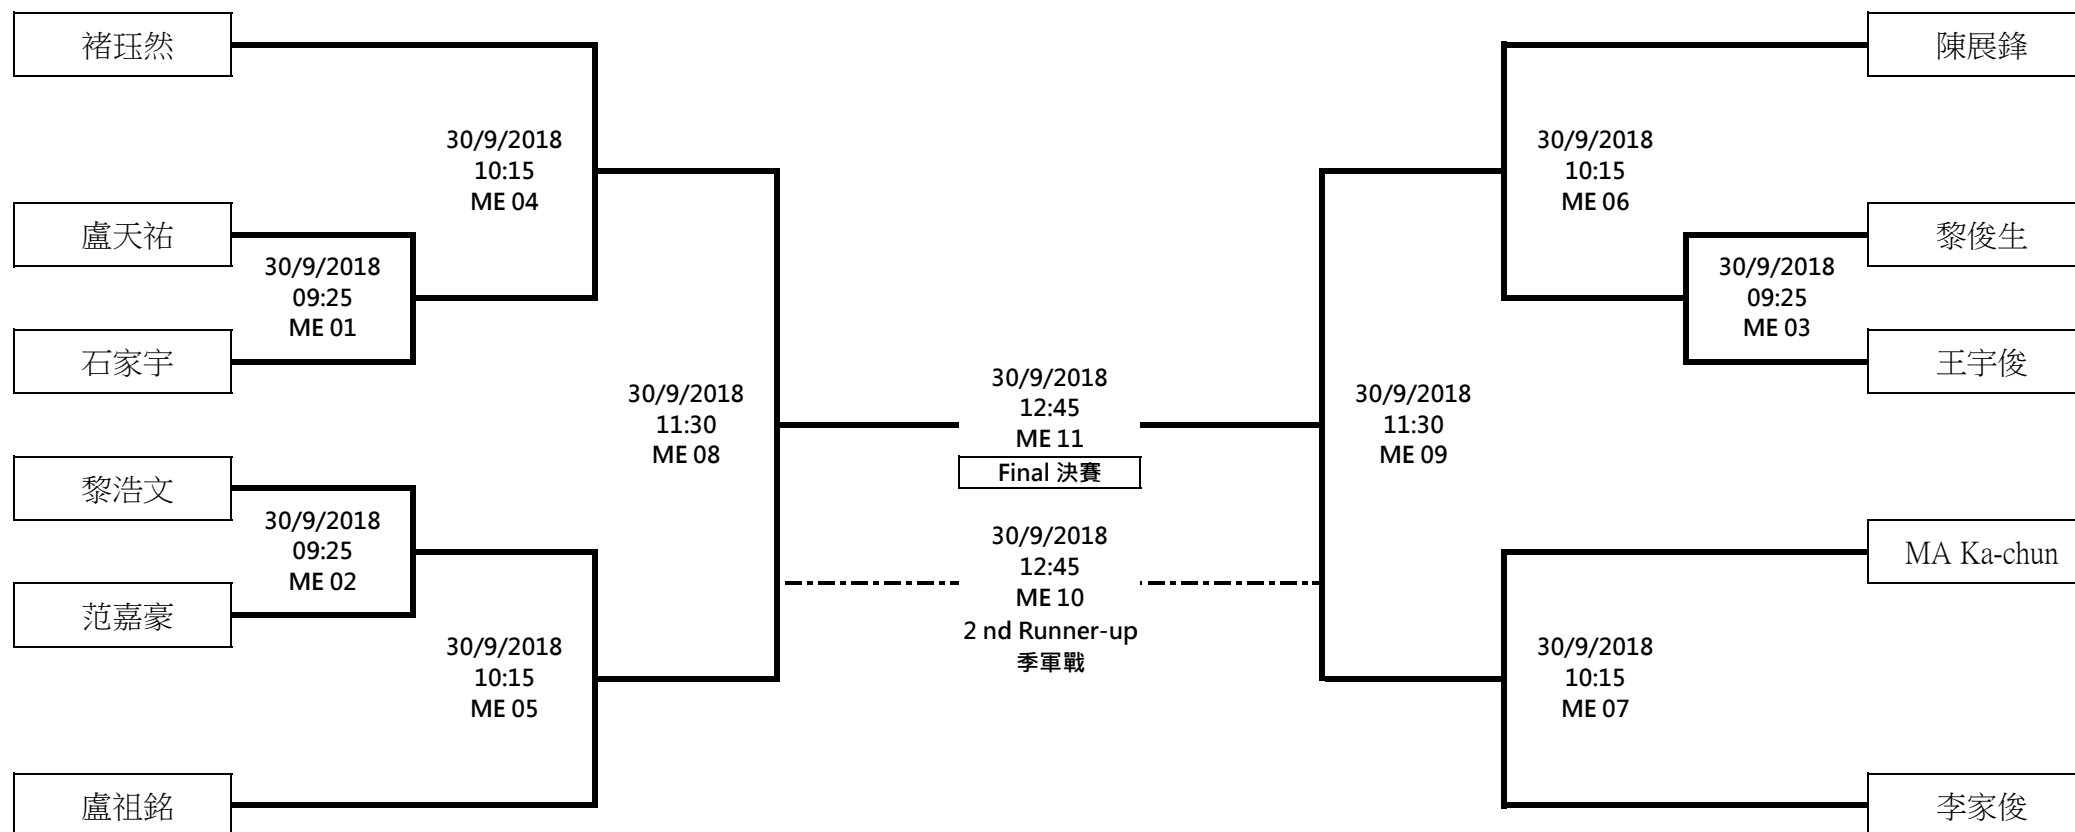 褚珏然
陳展鋒
30/9/2018
10:15
ME 04
30/9/2018
10:15
ME 06
盧天祐
黎俊生
30/9/2018
09:25
ME 01
30/9/2018
09:25
ME 03
石家宇
王宇俊
30/9/2018
11:30
ME 08
30/9/2018
12:45
ME 11
Final 決賽
30/9/2018
11:30
ME 09
黎浩文
30/9/2018
09:25
ME 02
30/9/2018
12:45
ME 10
2 nd Runner-up
季軍戰
MA Ka-chun
范嘉豪
30/9/2018
10:15
ME 05
30/9/2018
10:15
ME 07
盧祖銘
李家俊